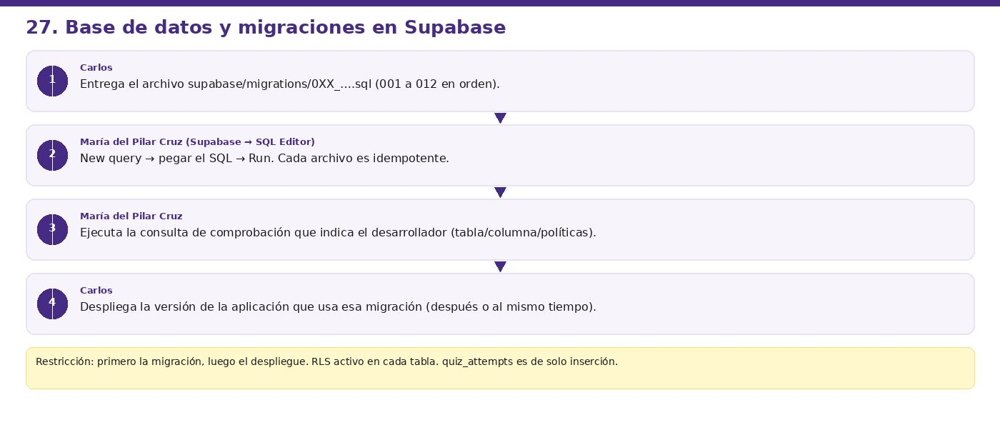 27. Base de datos y migraciones en Supabase
1
Carlos
Entrega el archivo supabase/migrations/0XX_....sql (001 a 012 en orden).
2
María del Pilar Cruz (Supabase → SQL Editor)
New query → pegar el SQL → Run. Cada archivo es idempotente.
3
María del Pilar Cruz
Ejecuta la consulta de comprobación que indica el desarrollador (tabla/columna/políticas).
4
Carlos
Despliega la versión de la aplicación que usa esa migración (después o al mismo tiempo).
Restricción: primero la migración, luego el despliegue. RLS activo en cada tabla. quiz_attempts es de solo inserción.